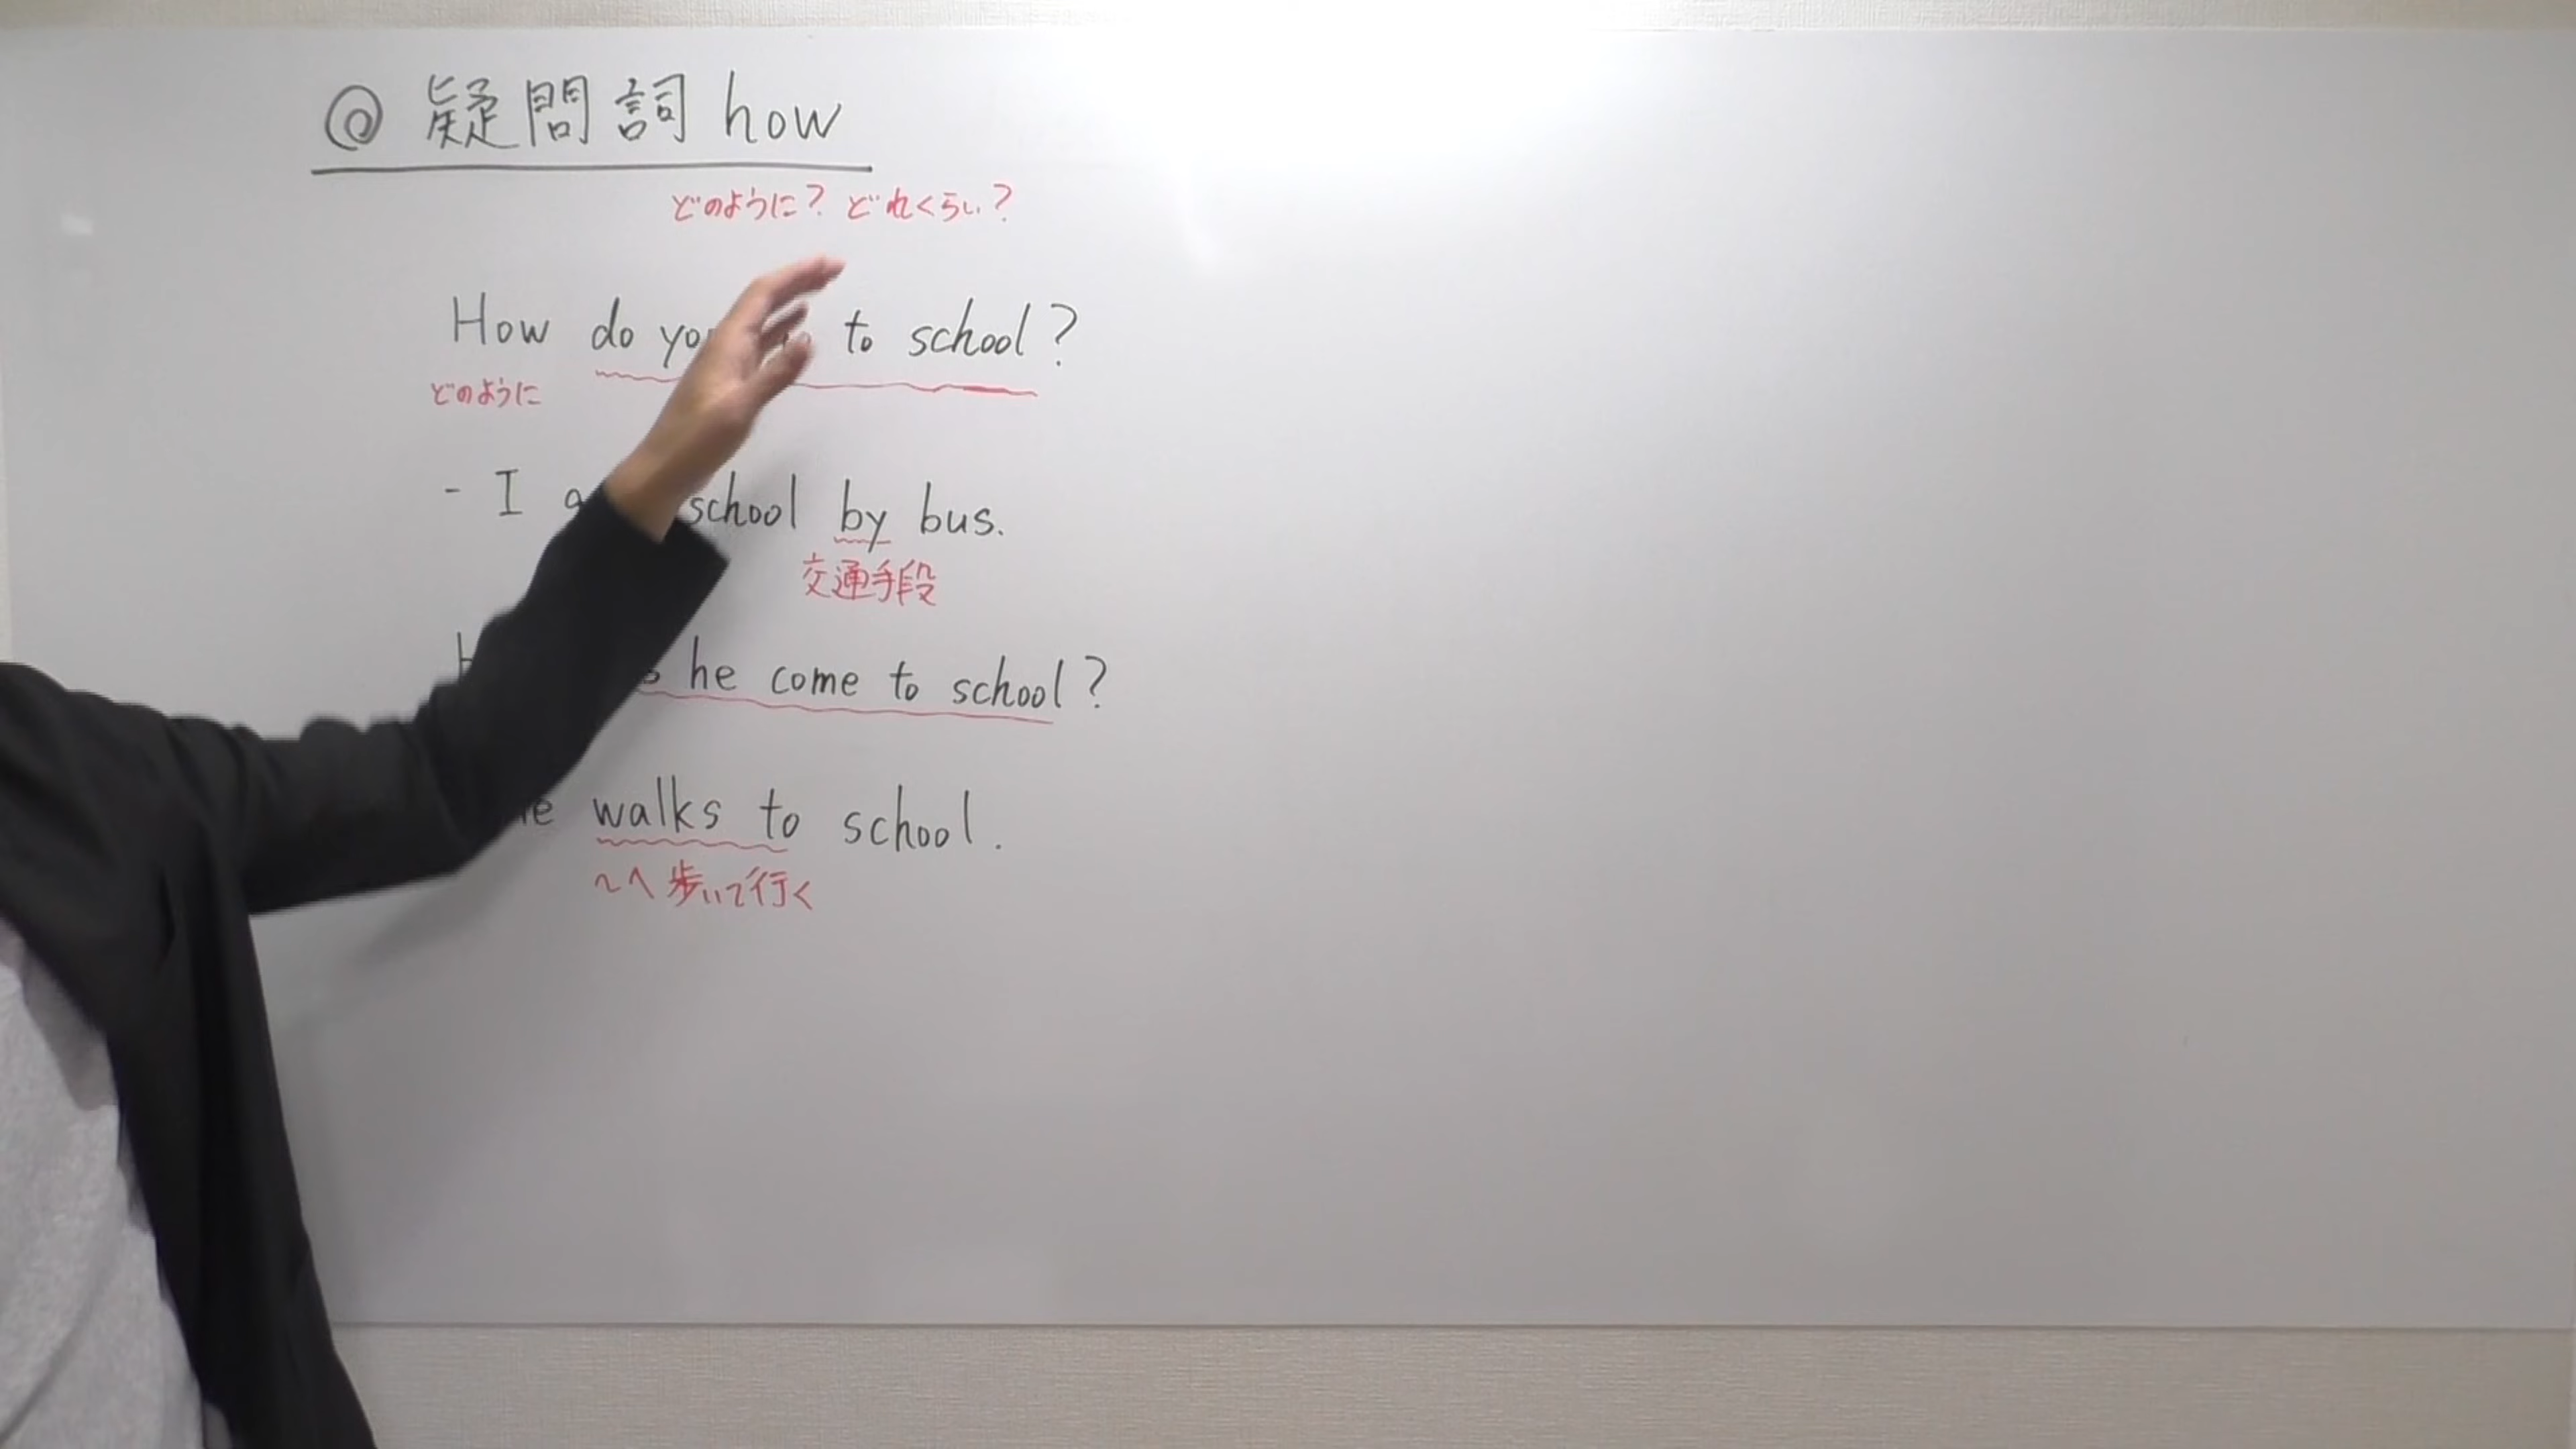 ◎ 疑問詞 how
どのように? どれくらい?
How do to school?
どのように
- I school by bus.
交通手段
he come to school?
walks to school.
~へ歩いて行く